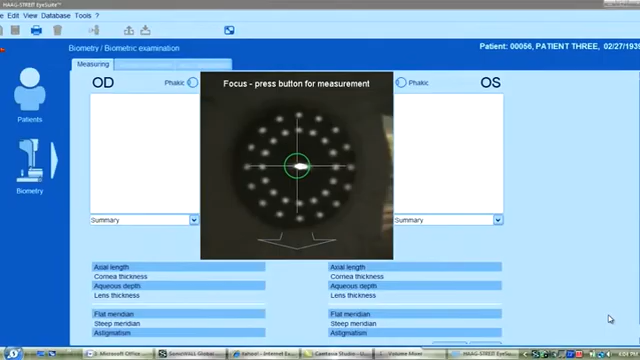 HAAG-STREIT EyeSuite™
Edit View Database Tools ?
Biometry / Biometric examination
Patient: 00056, PATIENT THREE, 02/27/193
Measuring
OD
Phakic
Focus - press button for measurement
Phakic
OS
Patients
Biometry
Summary
Summary
Axial length
Axial length
Cornea thickness
Cornea thickness
Aqueous depth
Aqueous depth
Lens thickness
Lens thickness
Flat meridian
Flat meridian
Steep meridian
Steep meridian
Astigmatism
Astigmatism
Microsoft Office
SonicWALL Global
Yahoo! - Internet E
Camtasia Studio - U
Volume Mixer
HAAG-STREIT EyeS